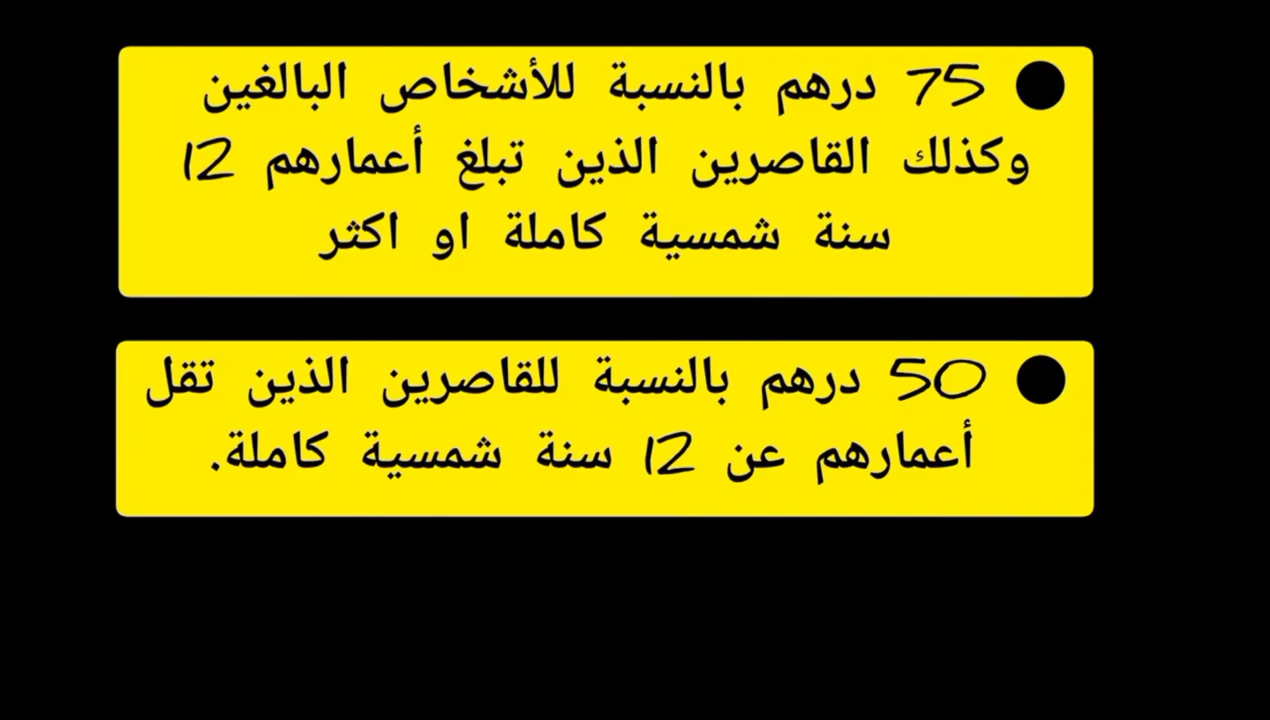 ● 75 درهم بالنسبة للأشخاص البالغين
وكذلك القاصرين الذين تبلغ أعمارهم 12
سنة شمسية كاملة او اكثر
● 50 درهم بالنسبة للقاصرين الذين تقل
أعمارهم عن 12 سنة شمسية كاملة.